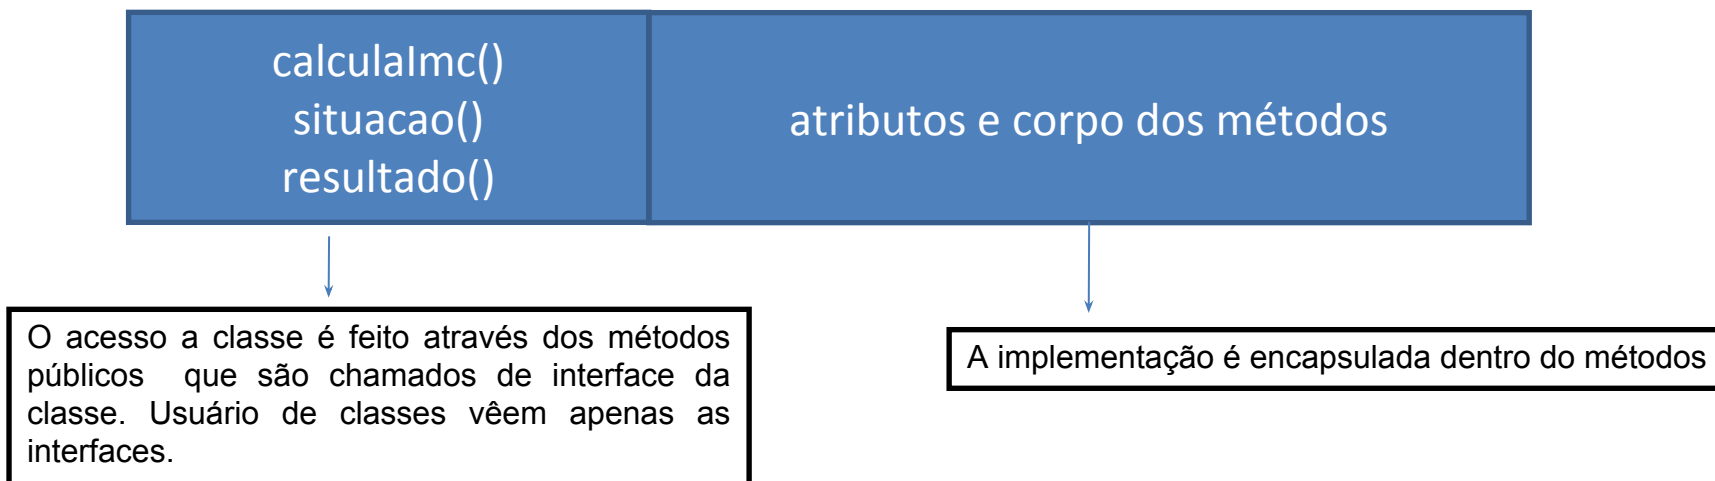 calculaImc()
situacao()
resultado()
atributos e corpo dos métodos
O acesso a classe é feito através dos métodos
públicos que são chamados de interface da
classe. Usuário de classes vêem apenas as
interfaces.
A implementação é encapsulada dentro do métodos